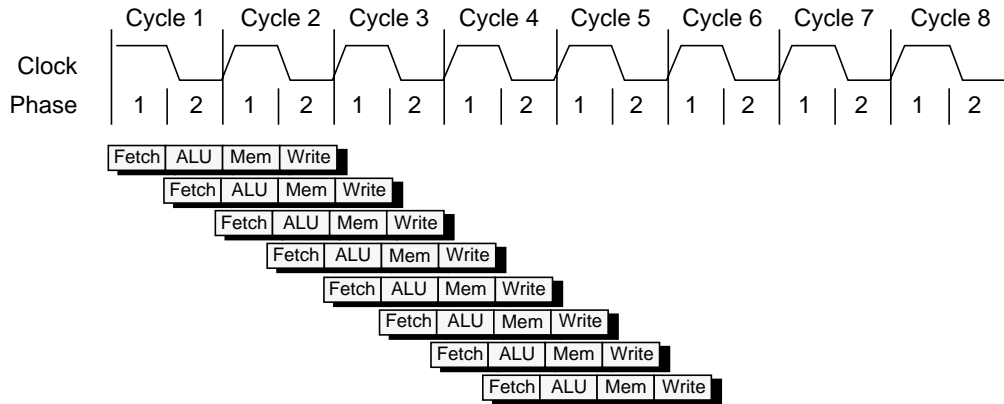 Cycle 1 Cycle 2 Cycle 3 Cycle 4 Cycle 5 Cycle 6 Cycle 7 Cycle 8
Clock
Phase 1 2 1 2 1 2 1 2 1 2 1 2 1 2 1 2
Fetch ALU Mem Write
Fetch ALU Mem Write
Fetch ALU Mem Write
Fetch ALU Mem Write
Fetch ALU Mem Write
Fetch ALU Mem Write
Fetch ALU Mem Write
Fetch ALU Mem Write